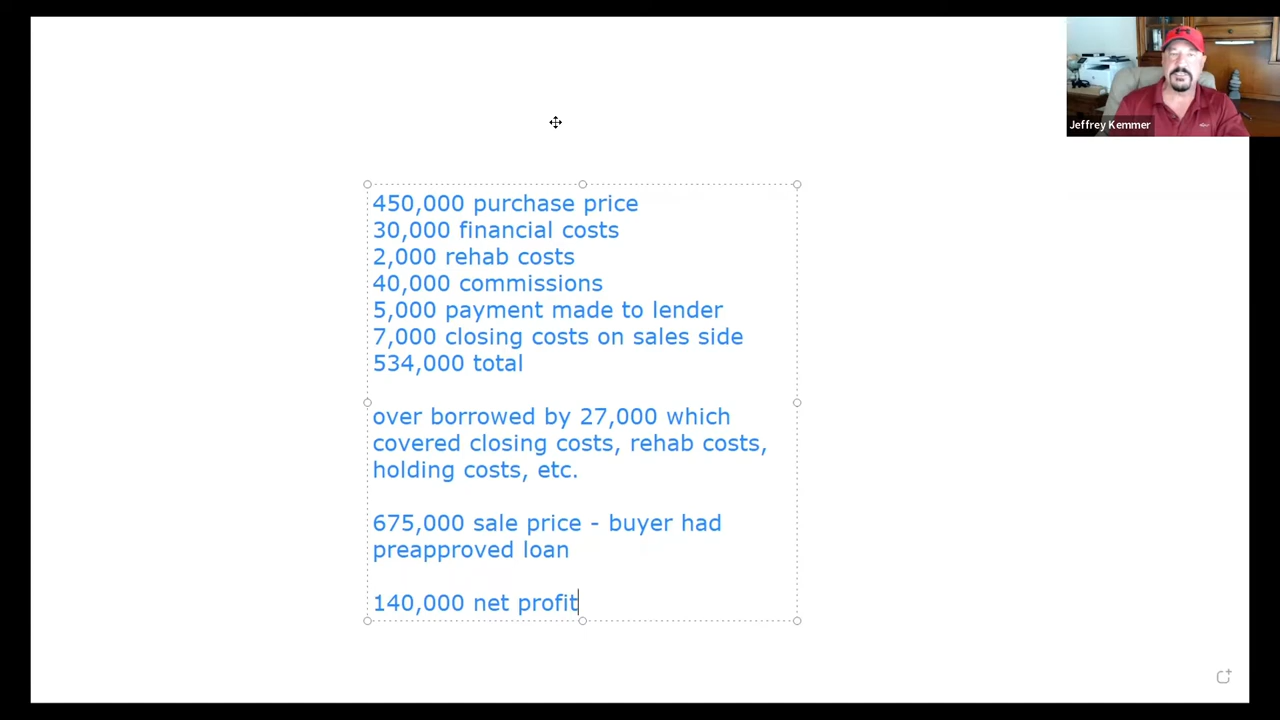 Jeffrey Kemmer
450,000 purchase price
30,000 financial costs
2,000 rehab costs
40,000 commissions
5,000 payment made to lender
7,000 closing costs on sales side
534,000 total
over borrowed by 27,000 which
covered closing costs, rehab costs,
holding costs, etc.
675,000 sale price - buyer had
preapproved loan
140,000 net profit